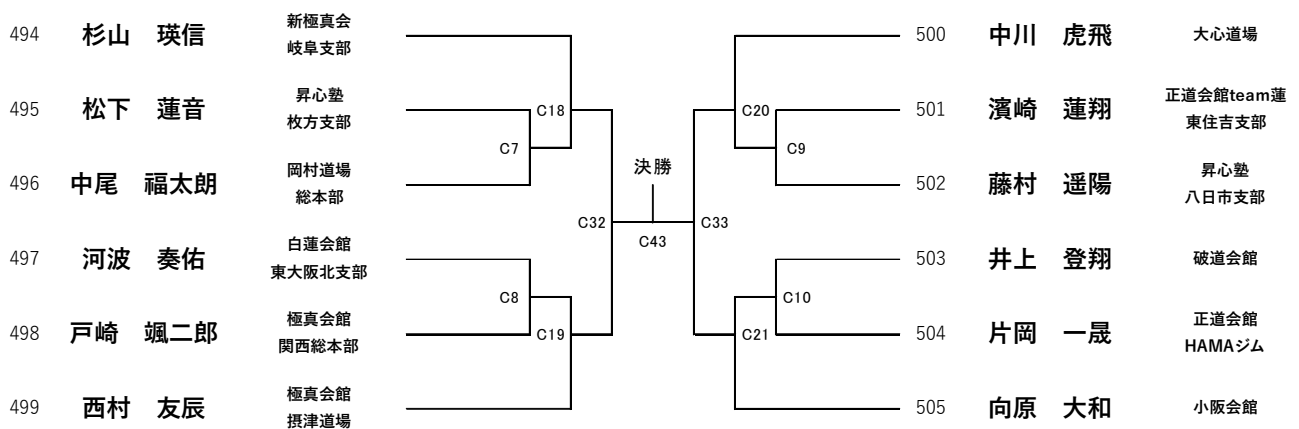 494 杉山 瑛信 新極真会
岐阜支部
495 松下 蓮音 昇心塾
枚方支部
496 中尾 福太朗 岡村道場
総本部
497 河波 奏佑 白蓮会館
東大阪北支部
498 戸崎 颯二郎 極真会館
関西総本部
499 西村 友辰 極真会館
摂津道場
C18
C7
C32
C8
C19
決勝
C43
C20
C9
C33
C10
C21
500 中川 虎飛 大心道場
501 濱崎 蓮翔 正道会館team蓮
東住吉支部
502 藤村 遥陽 昇心塾
八日市支部
503 井上 登翔 破道会館
504 片岡 一晟 正道会館
HAMAジム
505 向原 大和 小阪会館